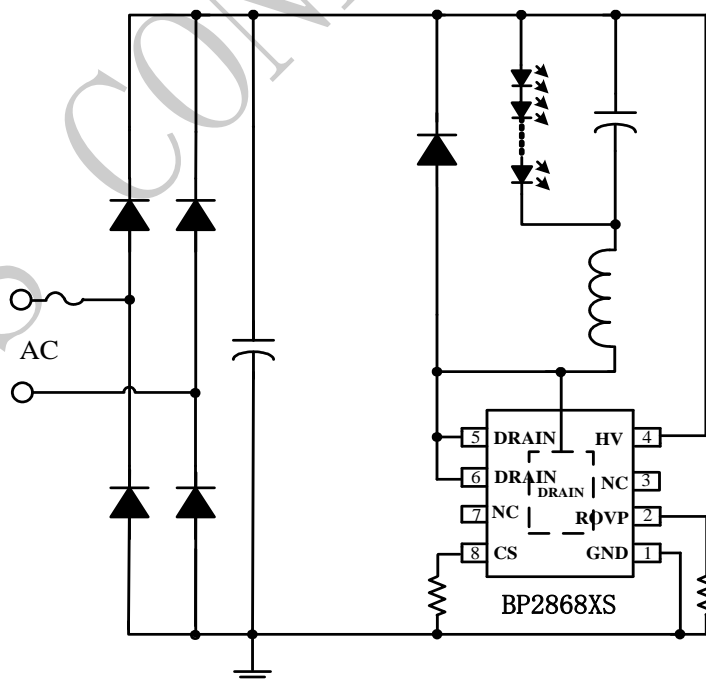 CON
AC
5 DRAIN HV 4
6 DRAIN NC 3
DRAIN
7 NC ROVP 2
8 CS GND 1
BP2868XS